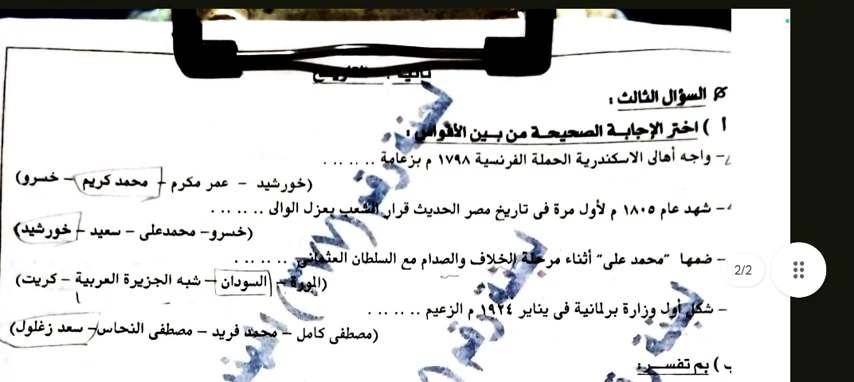 السؤال الثالث :
أ ) اختر الإجابة الصحيحة من بين الأقواس :
– واجه أهالى الاسكندرية الحملة الفرنسية ١٧٩٨ م بزعامة .. .. . .
(خورشيد – عمر مكرم – محمد كريم – خسرو)
– شهد عام ١٨٠٥ م لأول مرة فى تاريخ مصر الحديث قرار الشعب بعزل الوالى .. .. . .
(خسرو – محمدعلى – سعيد – خورشيد)
– ضمها "محمد على" أثناء مرحلة الخلاف والصدام مع السلطان العثمانى .. .. . .
(المورة – السودان – شبه الجزيرة العربية – كريت)
– شكل أول وزارة برلمانية فى يناير ١٩٢٤ م الزعيم .. .. . .
(مصطفى كامل – محمد فريد – مصطفى النحاس – سعد زغلول)
ب ) بم تفسر :
2/2